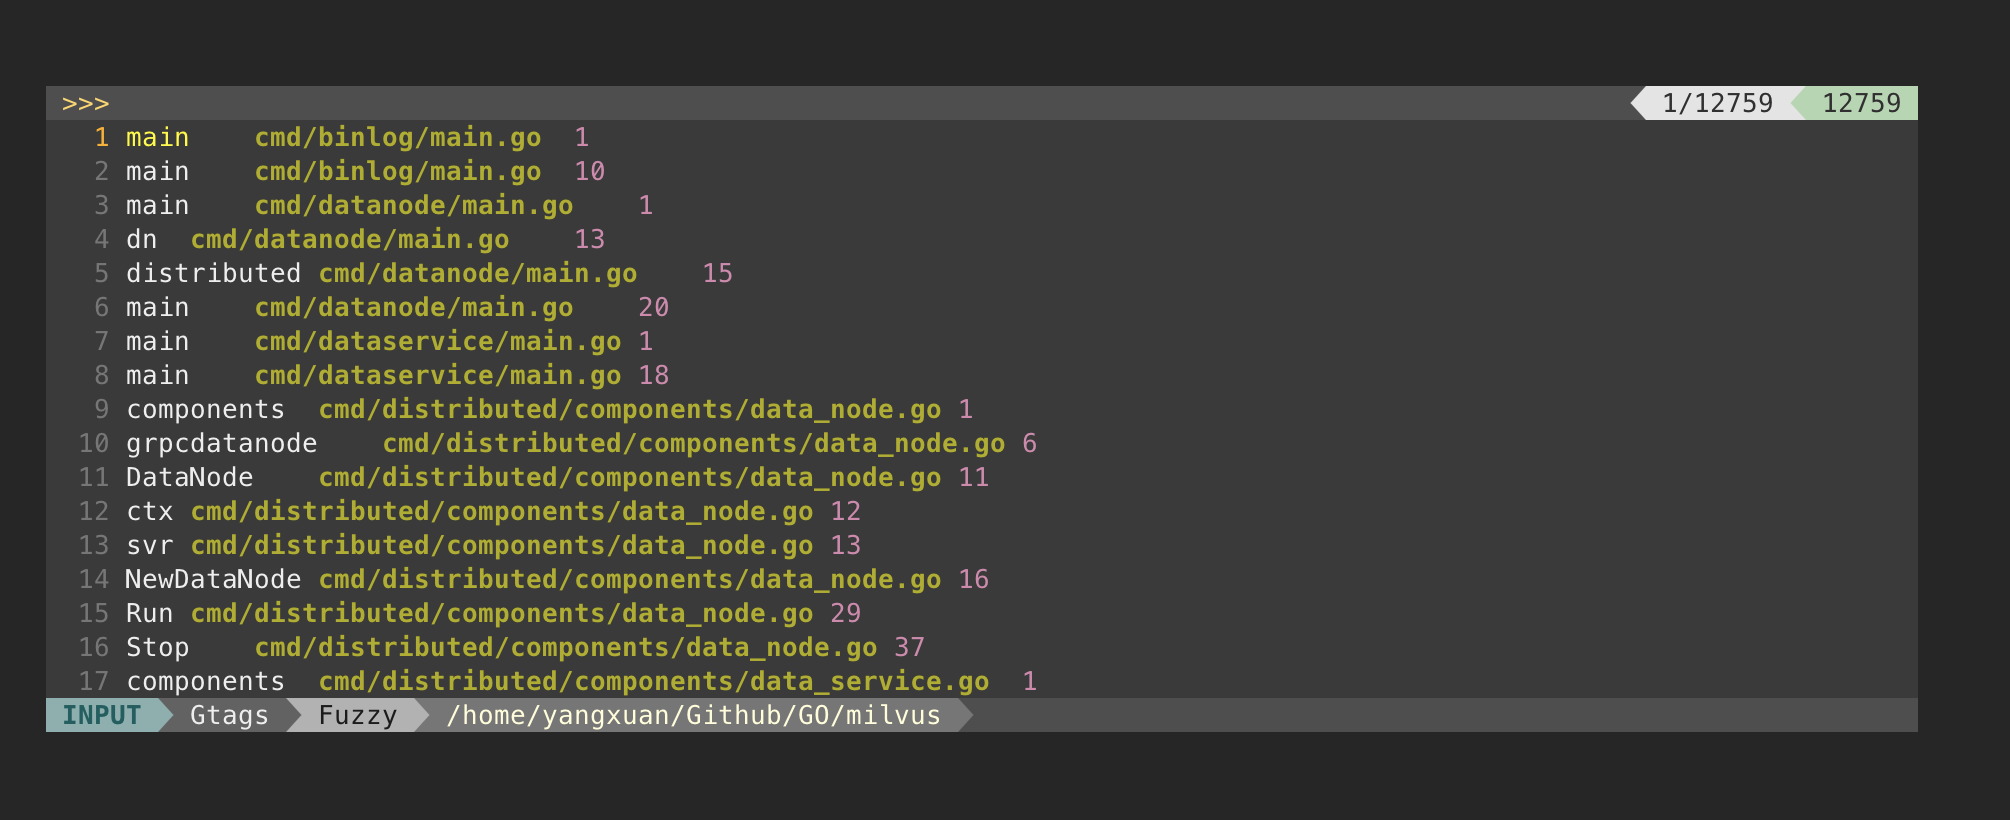 >>> 1/12759 12759
1 main cmd/binlog/main.go 1
2 main cmd/binlog/main.go 10
3 main cmd/datanode/main.go 1
4 dn cmd/datanode/main.go 13
5 distributed cmd/datanode/main.go 15
6 main cmd/datanode/main.go 20
7 main cmd/dataservice/main.go 1
8 main cmd/dataservice/main.go 18
9 components cmd/distributed/components/data_node.go 1
10 grpcdatanode cmd/distributed/components/data_node.go 6
11 DataNode cmd/distributed/components/data_node.go 11
12 ctx cmd/distributed/components/data_node.go 12
13 svr cmd/distributed/components/data_node.go 13
14 NewDataNode cmd/distributed/components/data_node.go 16
15 Run cmd/distributed/components/data_node.go 29
16 Stop cmd/distributed/components/data_node.go 37
17 components cmd/distributed/components/data_service.go 1
INPUT Gtags Fuzzy /home/yangxuan/Github/GO/milvus